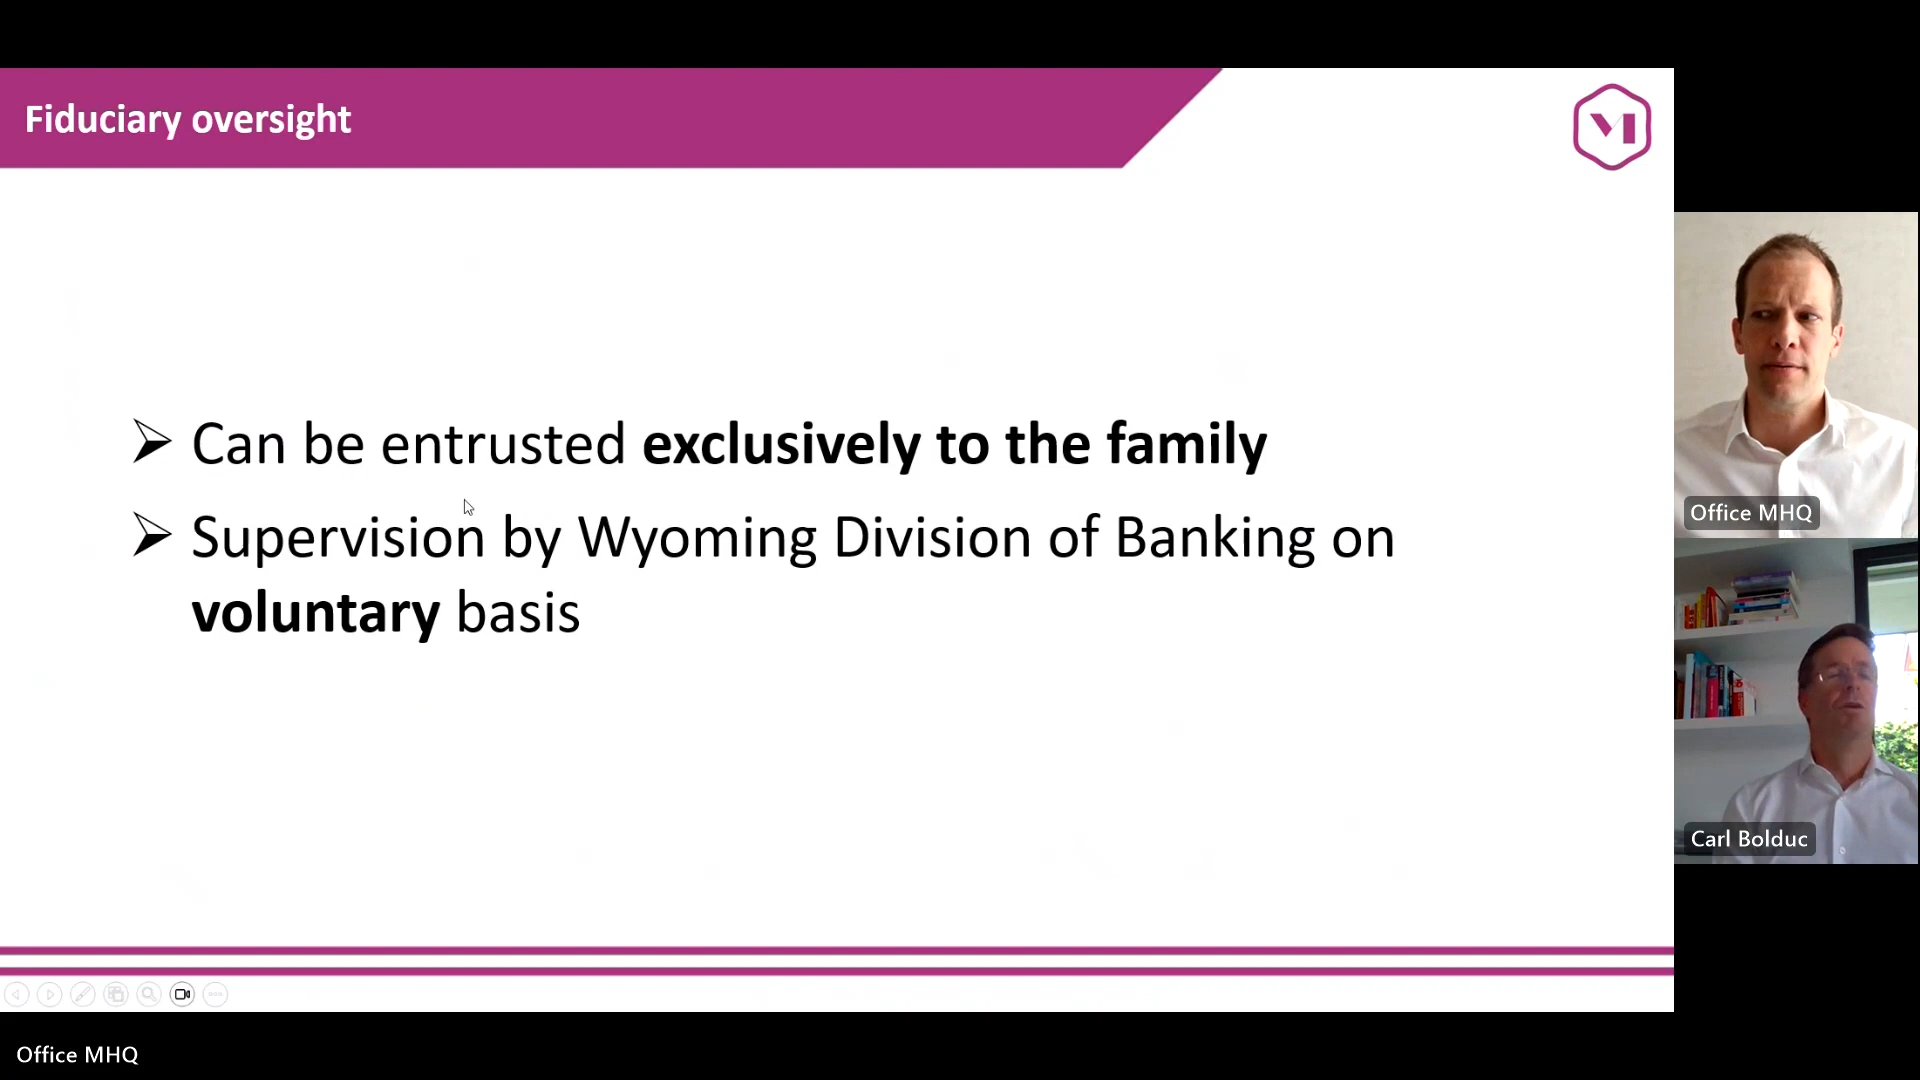 Fiduciary oversight
Can be entrusted exclusively to the family
Supervision by Wyoming Division of Banking on
voluntary basis
Office MHQ
Carl Bolduc
Office MHQ